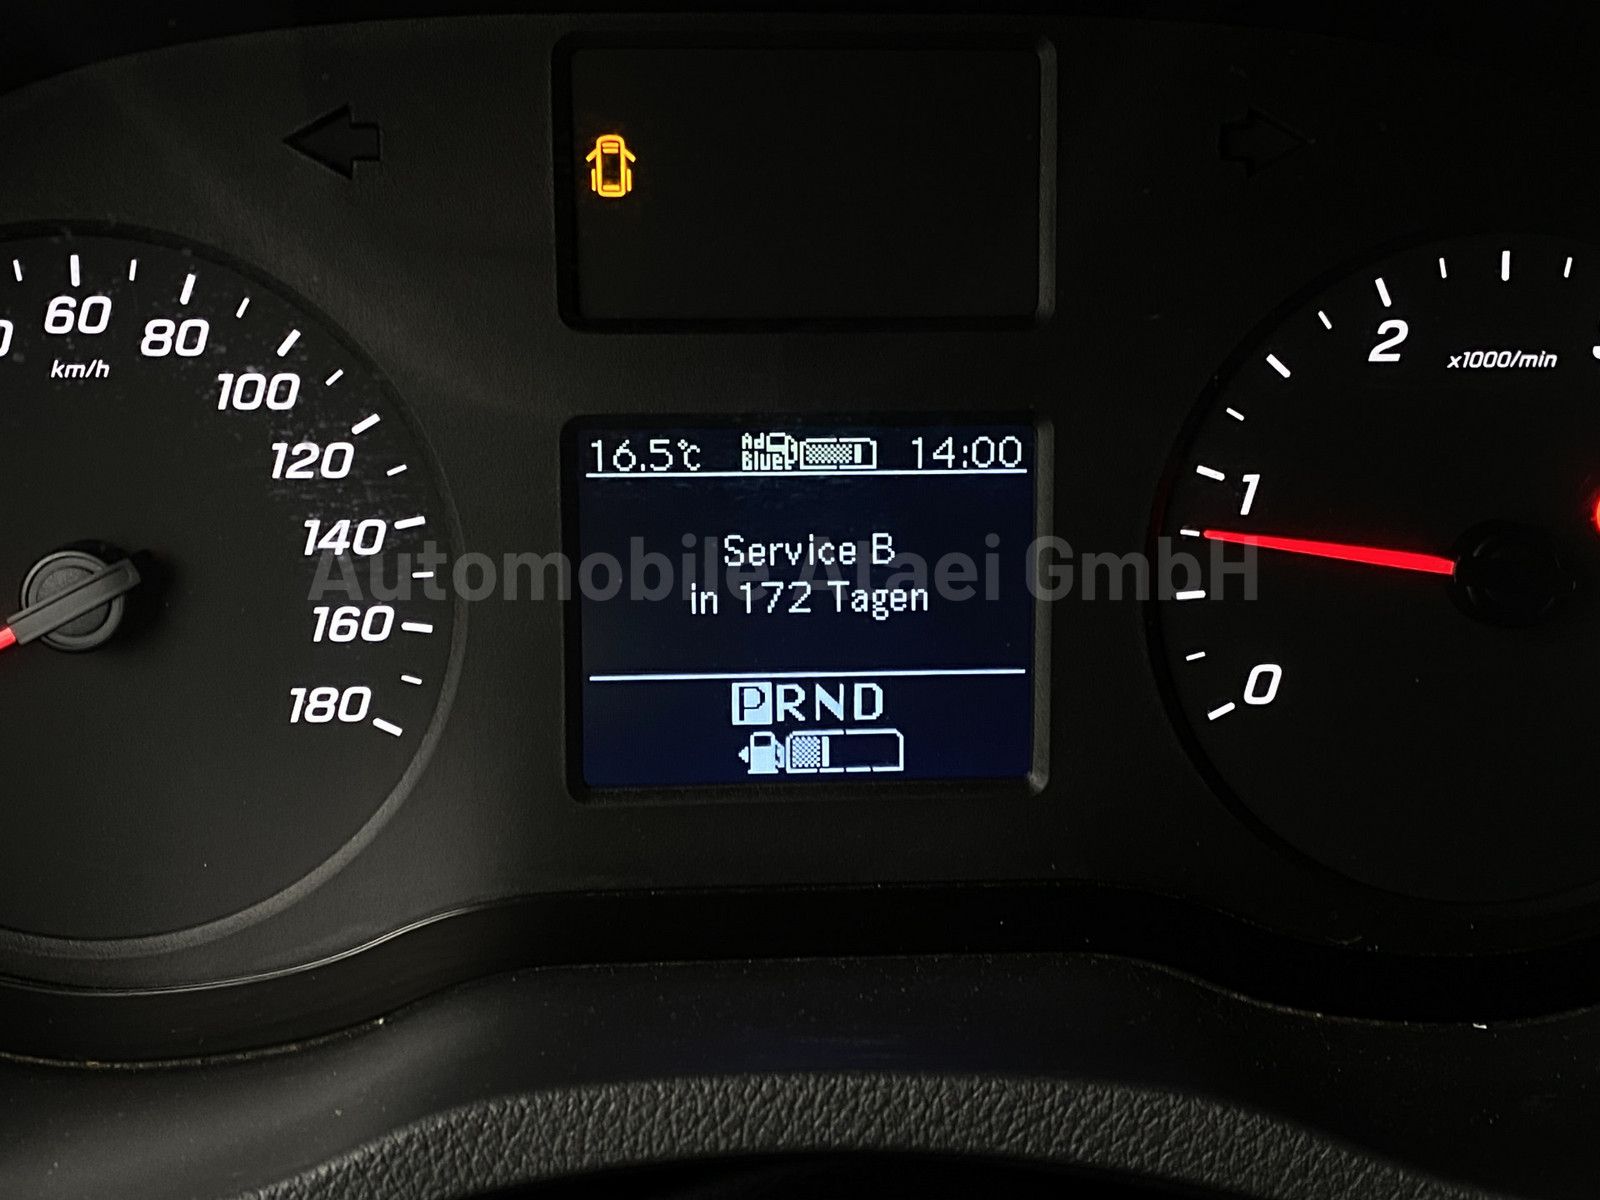 60
km/h
80
100
120
140
160
180
16.5°C
Ad
Blue
14:00
Service B
in 172 Tagen
PRND
2
x1000/min
1
0
Automobile Ataei GmbH